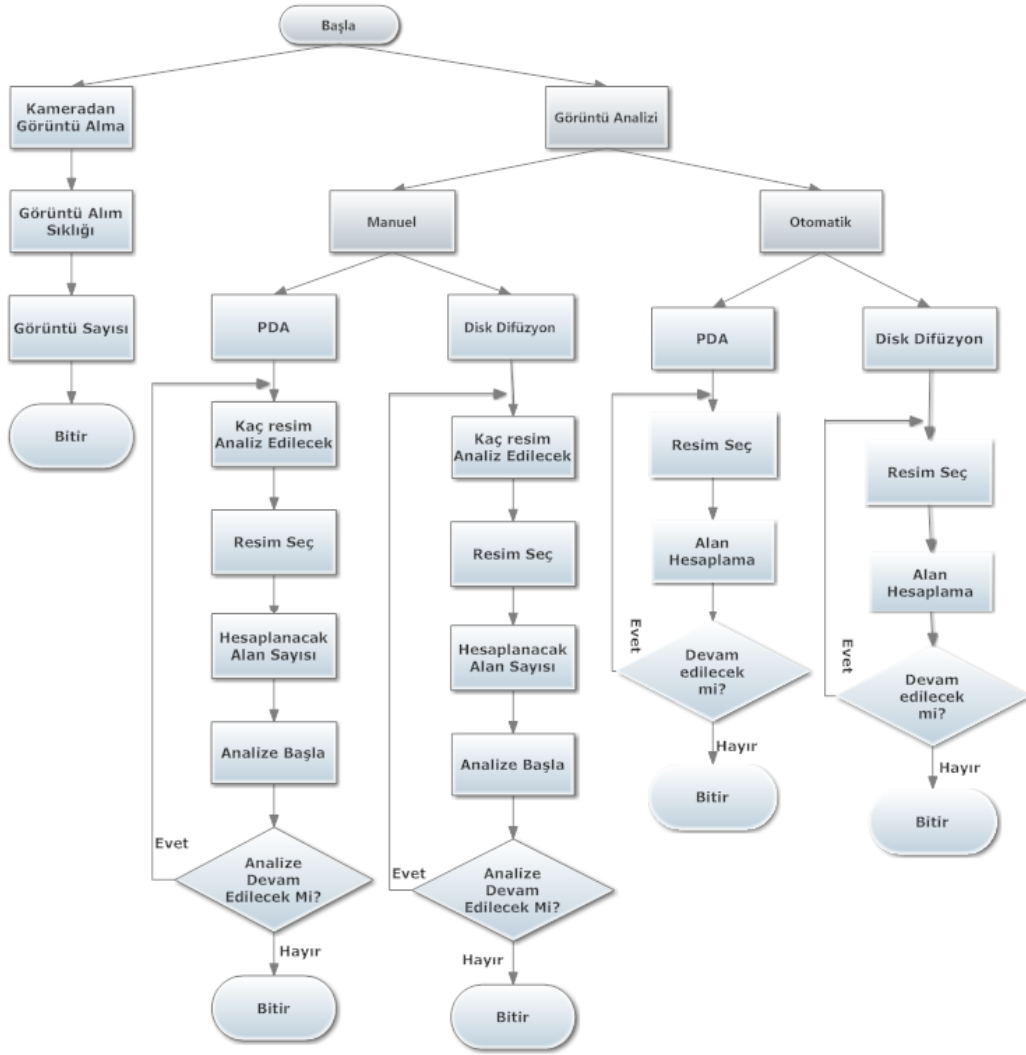 Başla
Kameradan
Görüntü Alma
Görüntü Alım
Sıklığı
Görüntü Sayısı
Bitir
Görüntü Analizi
Manuel
Otomatik
PDA
Kaç resim
Analiz Edilecek
Resim Seç
Hesaplanacak
Alan Sayısı
Analize Başla
Analize
Devam
Edilecek Mi?
Evet
Hayır
Bitir
Disk Difüzyon
Kaç resim
Analiz Edilecek
Resim Seç
Hesaplanacak
Alan Sayısı
Analize Başla
Analize
Devam
Edilecek Mi?
Evet
Hayır
Bitir
PDA
Resim Seç
Alan
Hesaplama
Devam
edilecek
mi?
Evet
Hayır
Bitir
Disk Difüzyon
Resim Seç
Alan
Hesaplama
Devam
edilecek
mi?
Evet
Hayır
Bitir